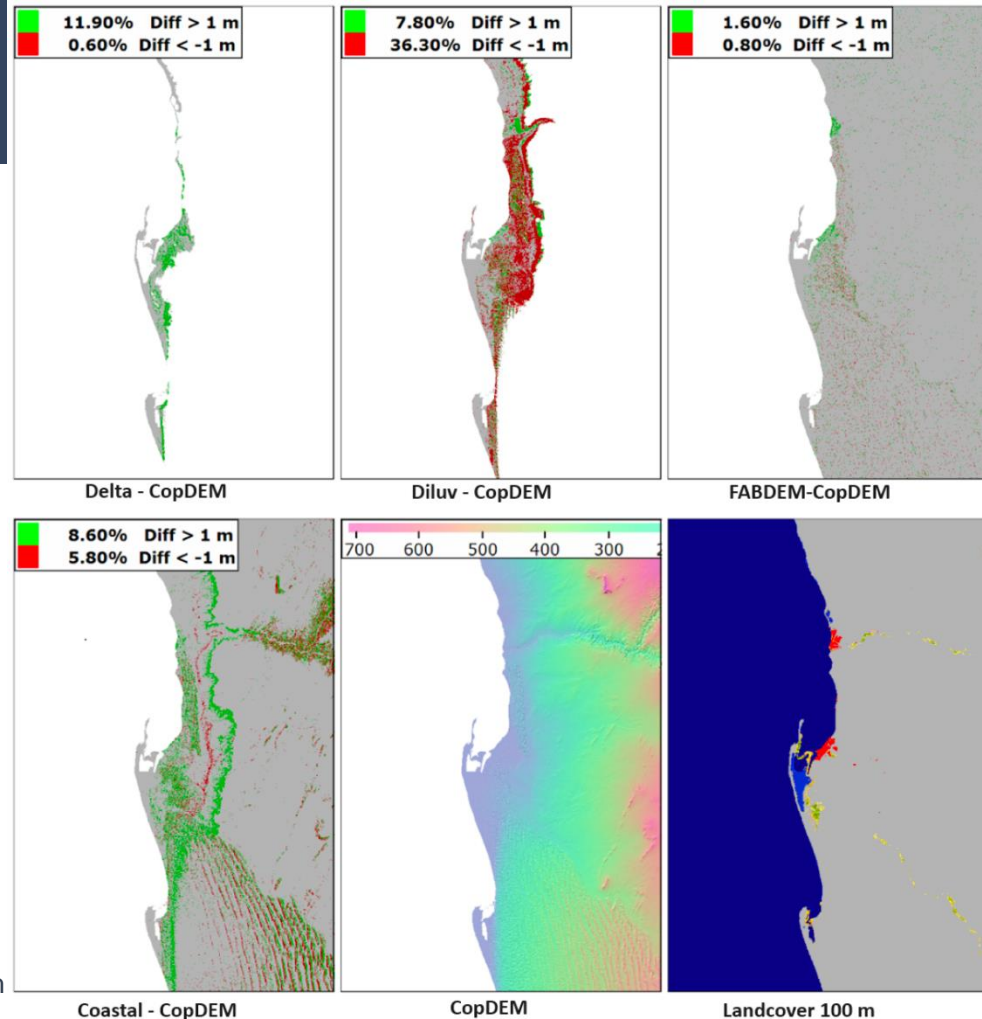 11.90% Diff > 1 m
0.60% Diff < -1 m
7.80% Diff > 1 m
36.30% Diff < -1 m
1.60% Diff > 1 m
0.80% Diff < -1 m
Delta - CopDEM
Diluv - CopDEM
FABDEM-CopDEM
8.60% Diff > 1 m
5.80% Diff < -1 m
700 600 500 400 300 2
Coastal - CopDEM
CopDEM
Landcover 100 m